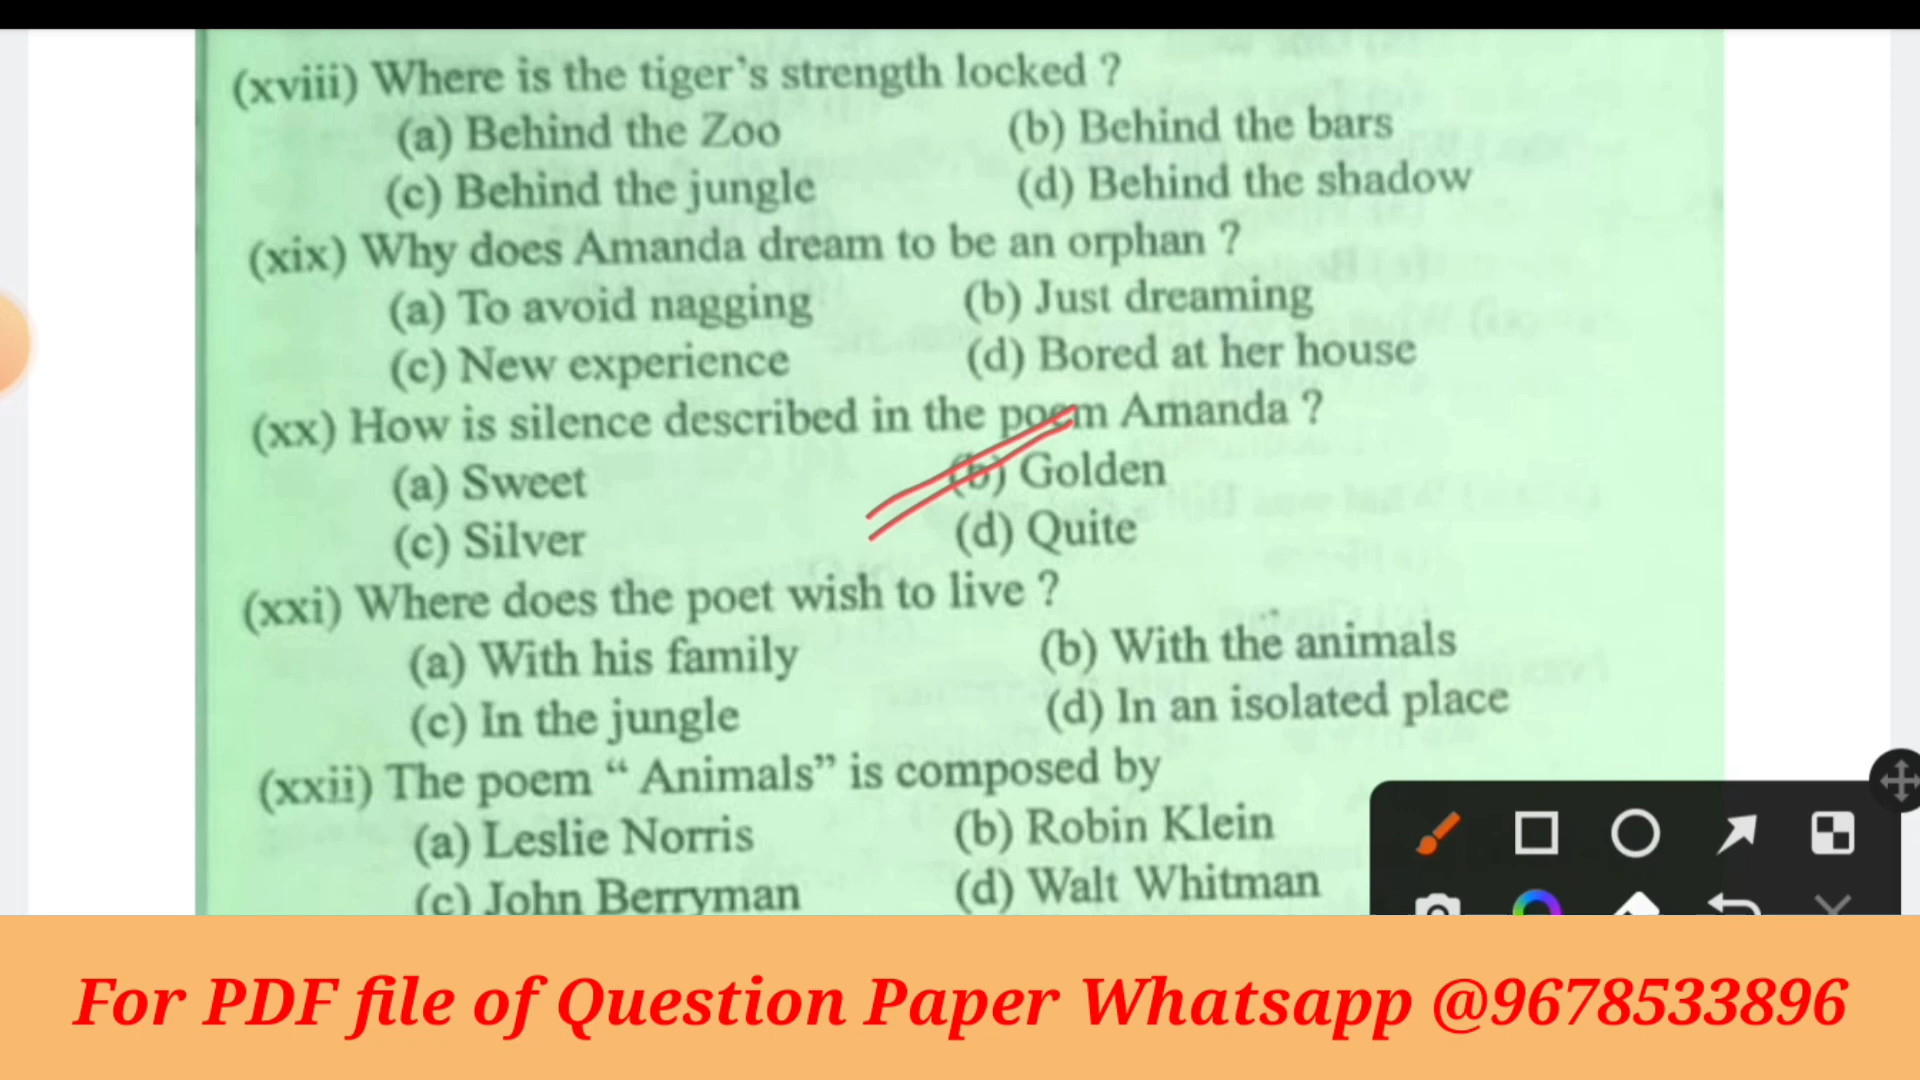 (xviii) Where is the tiger's strength locked ?
(a) Behind the Zoo (b) Behind the bars
(c) Behind the jungle (d) Behind the shadow
(xix) Why does Amanda dream to be an orphan ?
(a) To avoid nagging (b) Just dreaming
(c) New experience (d) Bored at her house
(xx) How is silence described in the poem Amanda ?
(a) Sweet (b) Golden
(c) Silver (d) Quite
(xxi) Where does the poet wish to live ?
(a) With his family (b) With the animals
(c) In the jungle (d) In an isolated place
(xxii) The poem “ Animals” is composed by
(a) Leslie Norris (b) Robin Klein
(c) John Berryman (d) Walt Whitman
For PDF file of Question Paper Whatsapp @9678533896